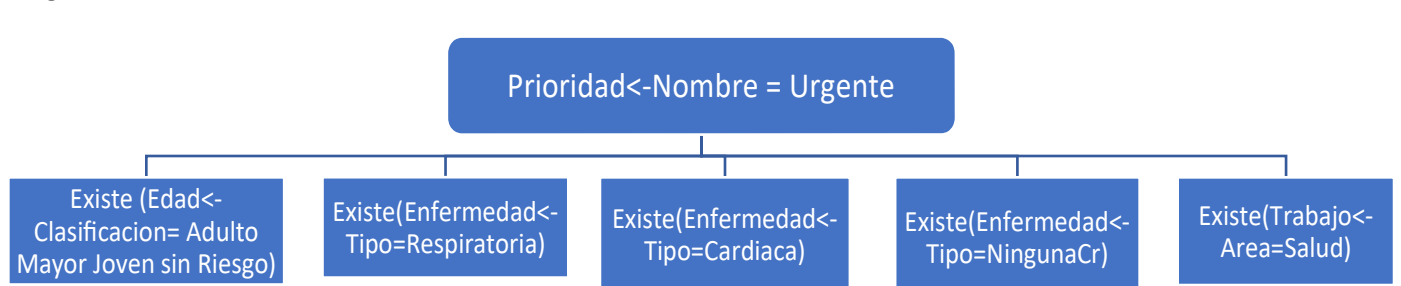 Prioridad<-Nombre = Urgente
Existe (Edad<-
Clasificacion= Adulto
Mayor Joven sin Riesgo)
Existe(Enfermedad<-
Tipo=Respiratoria)
Existe(Enfermedad<-
Tipo=Cardiaca)
Existe(Enfermedad<-
Tipo=NingunaCr)
Existe(Trabajo<-
Area=Salud)